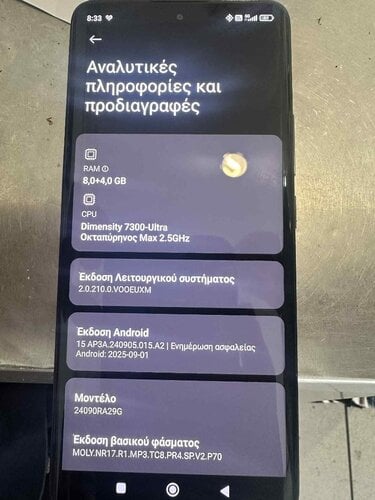 8:33
Αναλυτικές
πληροφορίες και
προδιαγραφές
RAM
8,0+4,0 GB
CPU
Dimensity 7300-Ultra
Οκταπύρηνος Max 2.5GHz
Έκδοση Λειτουργικού συστήματος
2.0.210.0.VOOEUXM
Έκδοση Android
15 AP3A.240905.015.A2 | Ενημέρωση ασφαλείας
Android: 2025-09-01
Μοντέλο
24090RA29G
Έκδοση βασικού φάσματος
MOLY.NR17.R1.MP3.TC8.PR4.SP.V2.P70